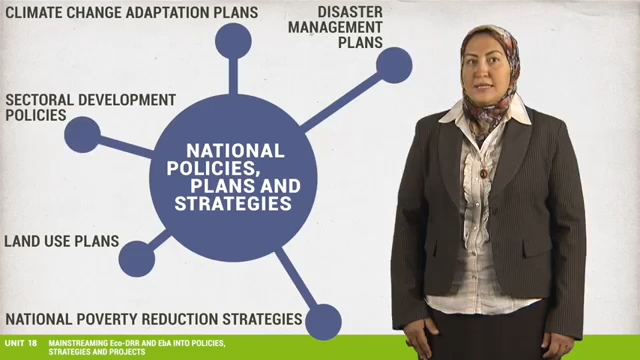 CLIMATE CHANGE ADAPTATION PLANS
DISASTER
MANAGEMENT
PLANS
SECTORAL DEVELOPMENT
POLICIES
NATIONAL
POLICIES,
PLANS AND
STRATEGIES
LAND USE PLANS
NATIONAL POVERTY REDUCTION STRATEGIES
UNIT 18
MAINSTREAMING Eco-DRR AND EbA INTO POLICIES,
STRATEGIES AND PROJECTS